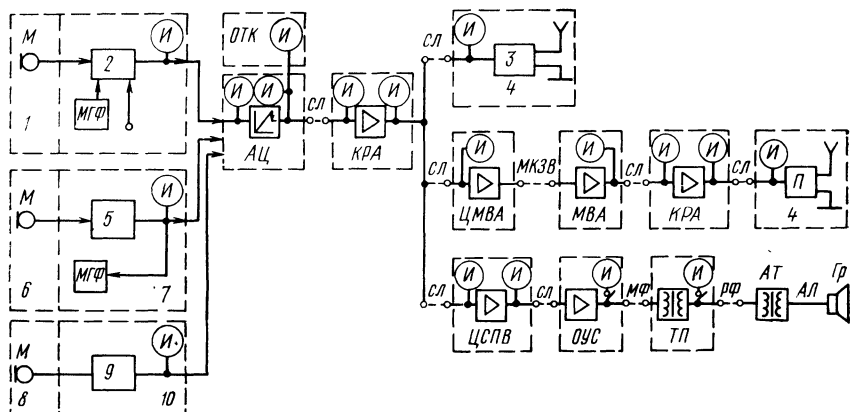 М
И
2
МГФ
1
ОТК
И
И
И
АЦ
СЛ
И
И
КРА
СЛ
И
З
4
СЛ
И
ЦМВА
МКЗВ
И
МВА
СЛ
И
И
КРА
СЛ
И
П
4
М
И
5
МГФ
6
7
СЛ
И
И
ЦСПВ
СЛ
И
ОУС
МФ
И
ТП
РФ
АТ
АЛ
Гр
М
И
9
8
10